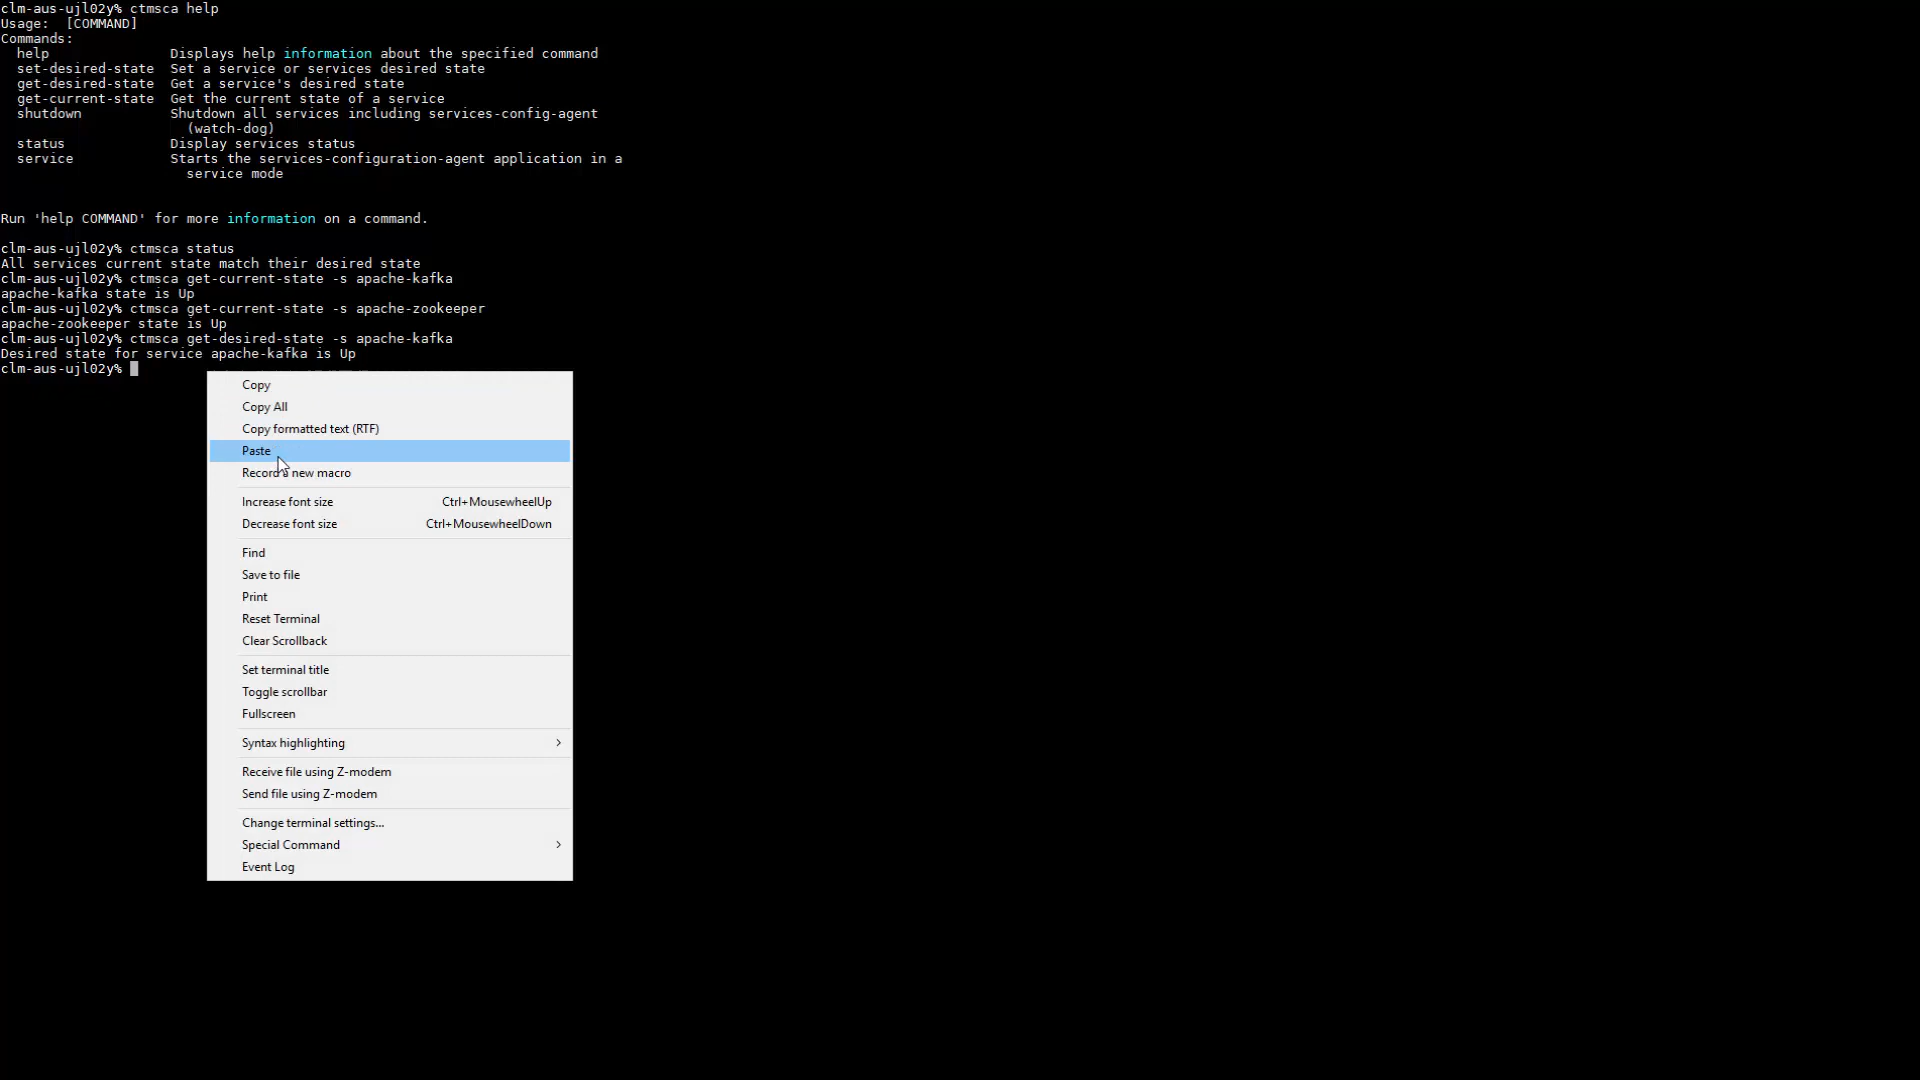 clm-aus-ujl02y% ctmsca help
Usage:  [COMMAND]
Commands:
  help               Displays help information about the specified command
  set-desired-state  Set a service or services desired state
  get-desired-state  Get a service's desired state
  get-current-state  Get the current state of a service
  shutdown           Shutdown all services including services-config-agent
                       (watch-dog)
  status             Display services status
  service            Starts the services-configuration-agent application in a
                       service mode
Run 'help COMMAND' for more information on a command.
clm-aus-ujl02y% ctmsca status
All services current state match their desired state
clm-aus-ujl02y% ctmsca get-current-state -s apache-kafka
apache-kafka state is Up
clm-aus-ujl02y% ctmsca get-current-state -s apache-zookeeper
apache-zookeeper state is Up
clm-aus-ujl02y% ctmsca get-desired-state -s apache-kafka
Desired state for service apache-kafka is Up
clm-aus-ujl02y%
Copy
Copy All
Copy formatted text (RTF)
Paste
Record a new macro
Increase font size Ctrl+MousewheelUp
Decrease font size Ctrl+MousewheelDown
Find
Save to file
Print
Reset Terminal
Clear Scrollback
Set terminal title
Toggle scrollbar
Fullscreen
Syntax highlighting
Receive file using Z-modem
Send file using Z-modem
Change terminal settings...
Special Command
Event Log